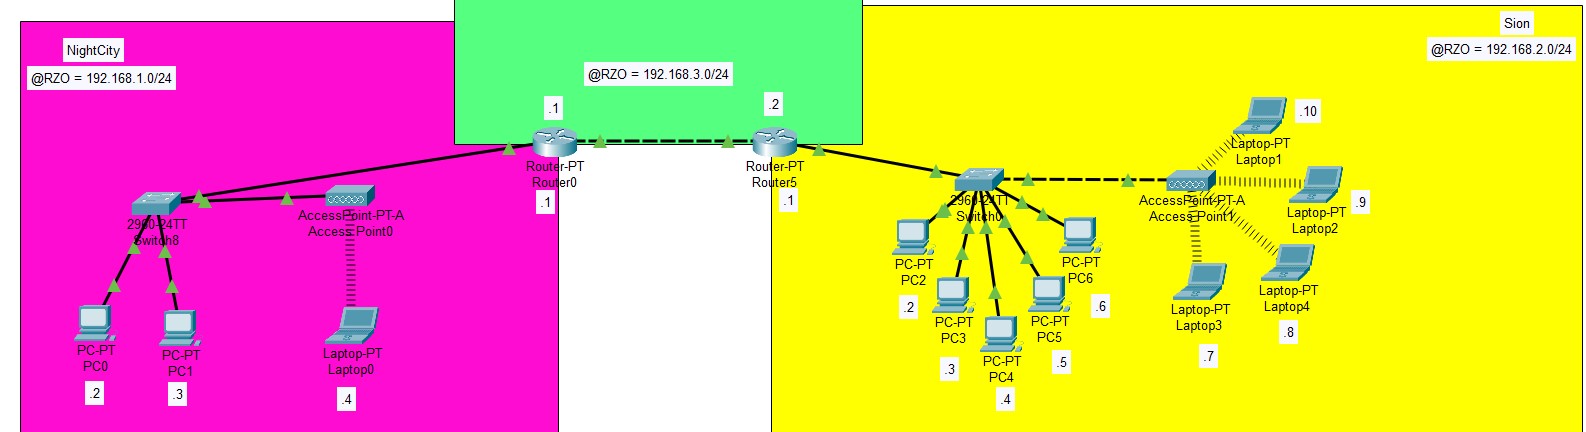 NightCity
@RZO = 192.168.1.0/24
@RZO = 192.168.3.0/24
Sion
@RZO = 192.168.2.0/24
.1
Router-PT
Router0
.1
.2
Router-PT
Router5
.1
2960-24TT
Switch8
AccessPoint-PT-A
Access Point0
PC-PT
PC0
.2
PC-PT
PC1
.3
Laptop-PT
Laptop0
.4
2960-24TT
Switch0
AccessPoint-PT-A
Access Point1
PC-PT
PC2
.2
PC-PT
PC3
.3
PC-PT
PC4
.4
PC-PT
PC5
.5
PC-PT
PC6
.6
Laptop-PT
Laptop1
.10
Laptop-PT
Laptop2
.9
Laptop-PT
Laptop4
.8
Laptop-PT
Laptop3
.7